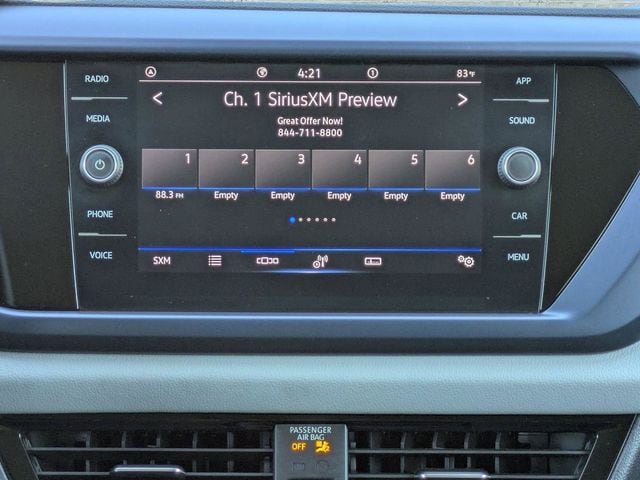 RADIO
MEDIA
PHONE
VOICE
4:21
1
83°F
Ch. 1 SiriusXM Preview
Great Offer Now!
844-711-8800
1 2 3 4 5 6
88.3 FM Empty Empty Empty Empty Empty
SXM
APP
SOUND
CAR
MENU
PASSENGER
AIR BAG
OFF